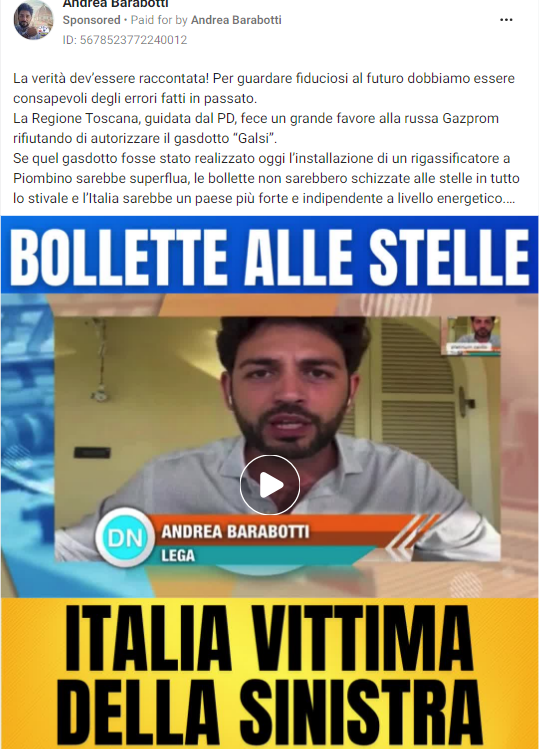 Andrea Barabotti
Sponsored • Paid for by Andrea Barabotti
ID: 5678523772240012
La verità dev'essere raccontata! Per guardare fiduciosi al futuro dobbiamo essere
consapevoli degli errori fatti in passato.
La Regione Toscana, guidata dal PD, fece un grande favore alla russa Gazprom
rifiutando di autorizzare il gasdotto “Galsi”.
Se quel gasdotto fosse stato realizzato oggi l'installazione di un rigassificatore a
Piombino sarebbe superflua, le bollette non sarebbero schizzate alle stelle in tutto
lo stivale e l'Italia sarebbe un paese più forte e indipendente a livello energetico....
BOLLETTE ALLE STELLE
DN
ANDREA BARABOTTI
LEGA
ITALIA VITTIMA
DELLA SINISTRA